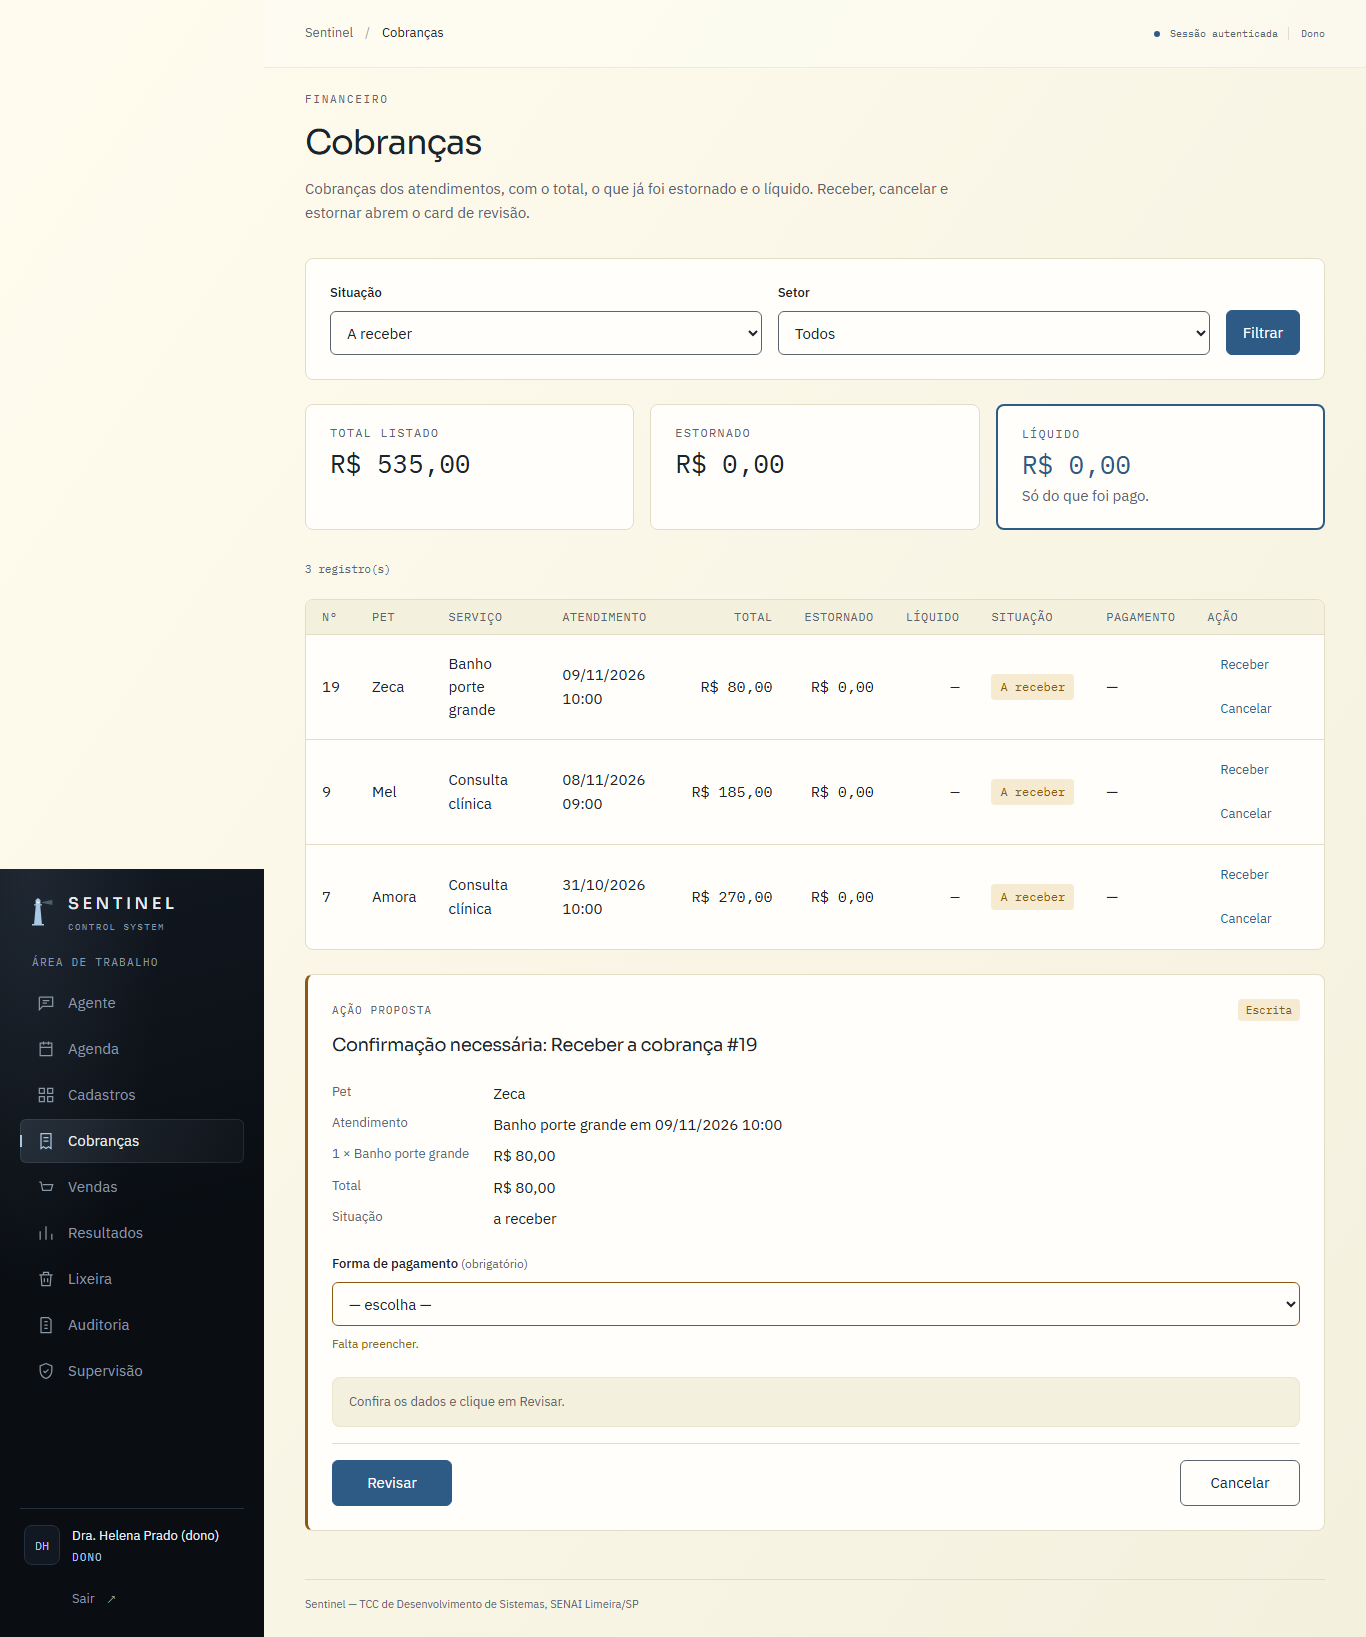 Sentinel / Cobranças
Sessão autenticada | Dono
FINANCEIRO
Cobranças
Cobranças dos atendimentos, com o total, o que já foi estornado e o líquido. Receber, cancelar e
estornar abrem o card de revisão.
Situação
Setor
A receber
Todos
Filtrar
TOTAL LISTADO
R$ 535,00
ESTORNADO
R$ 0,00
LÍQUIDO
R$ 0,00
Só do que foi pago.
3 registro(s)
Nº PET SERVIÇO ATENDIMENTO TOTAL ESTORNADO LÍQUIDO SITUAÇÃO PAGAMENTO AÇÃO
19 Zeca Banho porte grande 09/11/2026 10:00 R$ 80,00 R$ 0,00 — A receber — Receber Cancelar
9 Mel Consulta clínica 08/11/2026 09:00 R$ 185,00 R$ 0,00 — A receber — Receber Cancelar
7 Amora Consulta clínica 31/10/2026 10:00 R$ 270,00 R$ 0,00 — A receber — Receber Cancelar
AÇÃO PROPOSTA
Escrita
Confirmação necessária: Receber a cobrança #19
Pet Zeca
Atendimento Banho porte grande em 09/11/2026 10:00
1 × Banho porte grande R$ 80,00
Total R$ 80,00
Situação a receber
Forma de pagamento (obrigatório)
— escolha —
Falta preencher.
Confira os dados e clique em Revisar.
Revisar
Cancelar
Sentinel — TCC de Desenvolvimento de Sistemas, SENAI Limeira/SP
SENTINEL
CONTROL SYSTEM
ÁREA DE TRABALHO
Agente
Agenda
Cadastros
Cobranças
Vendas
Resultados
Lixeira
Auditoria
Supervisão
DH
Dra. Helena Prado (dono)
DONO
Sair ↗